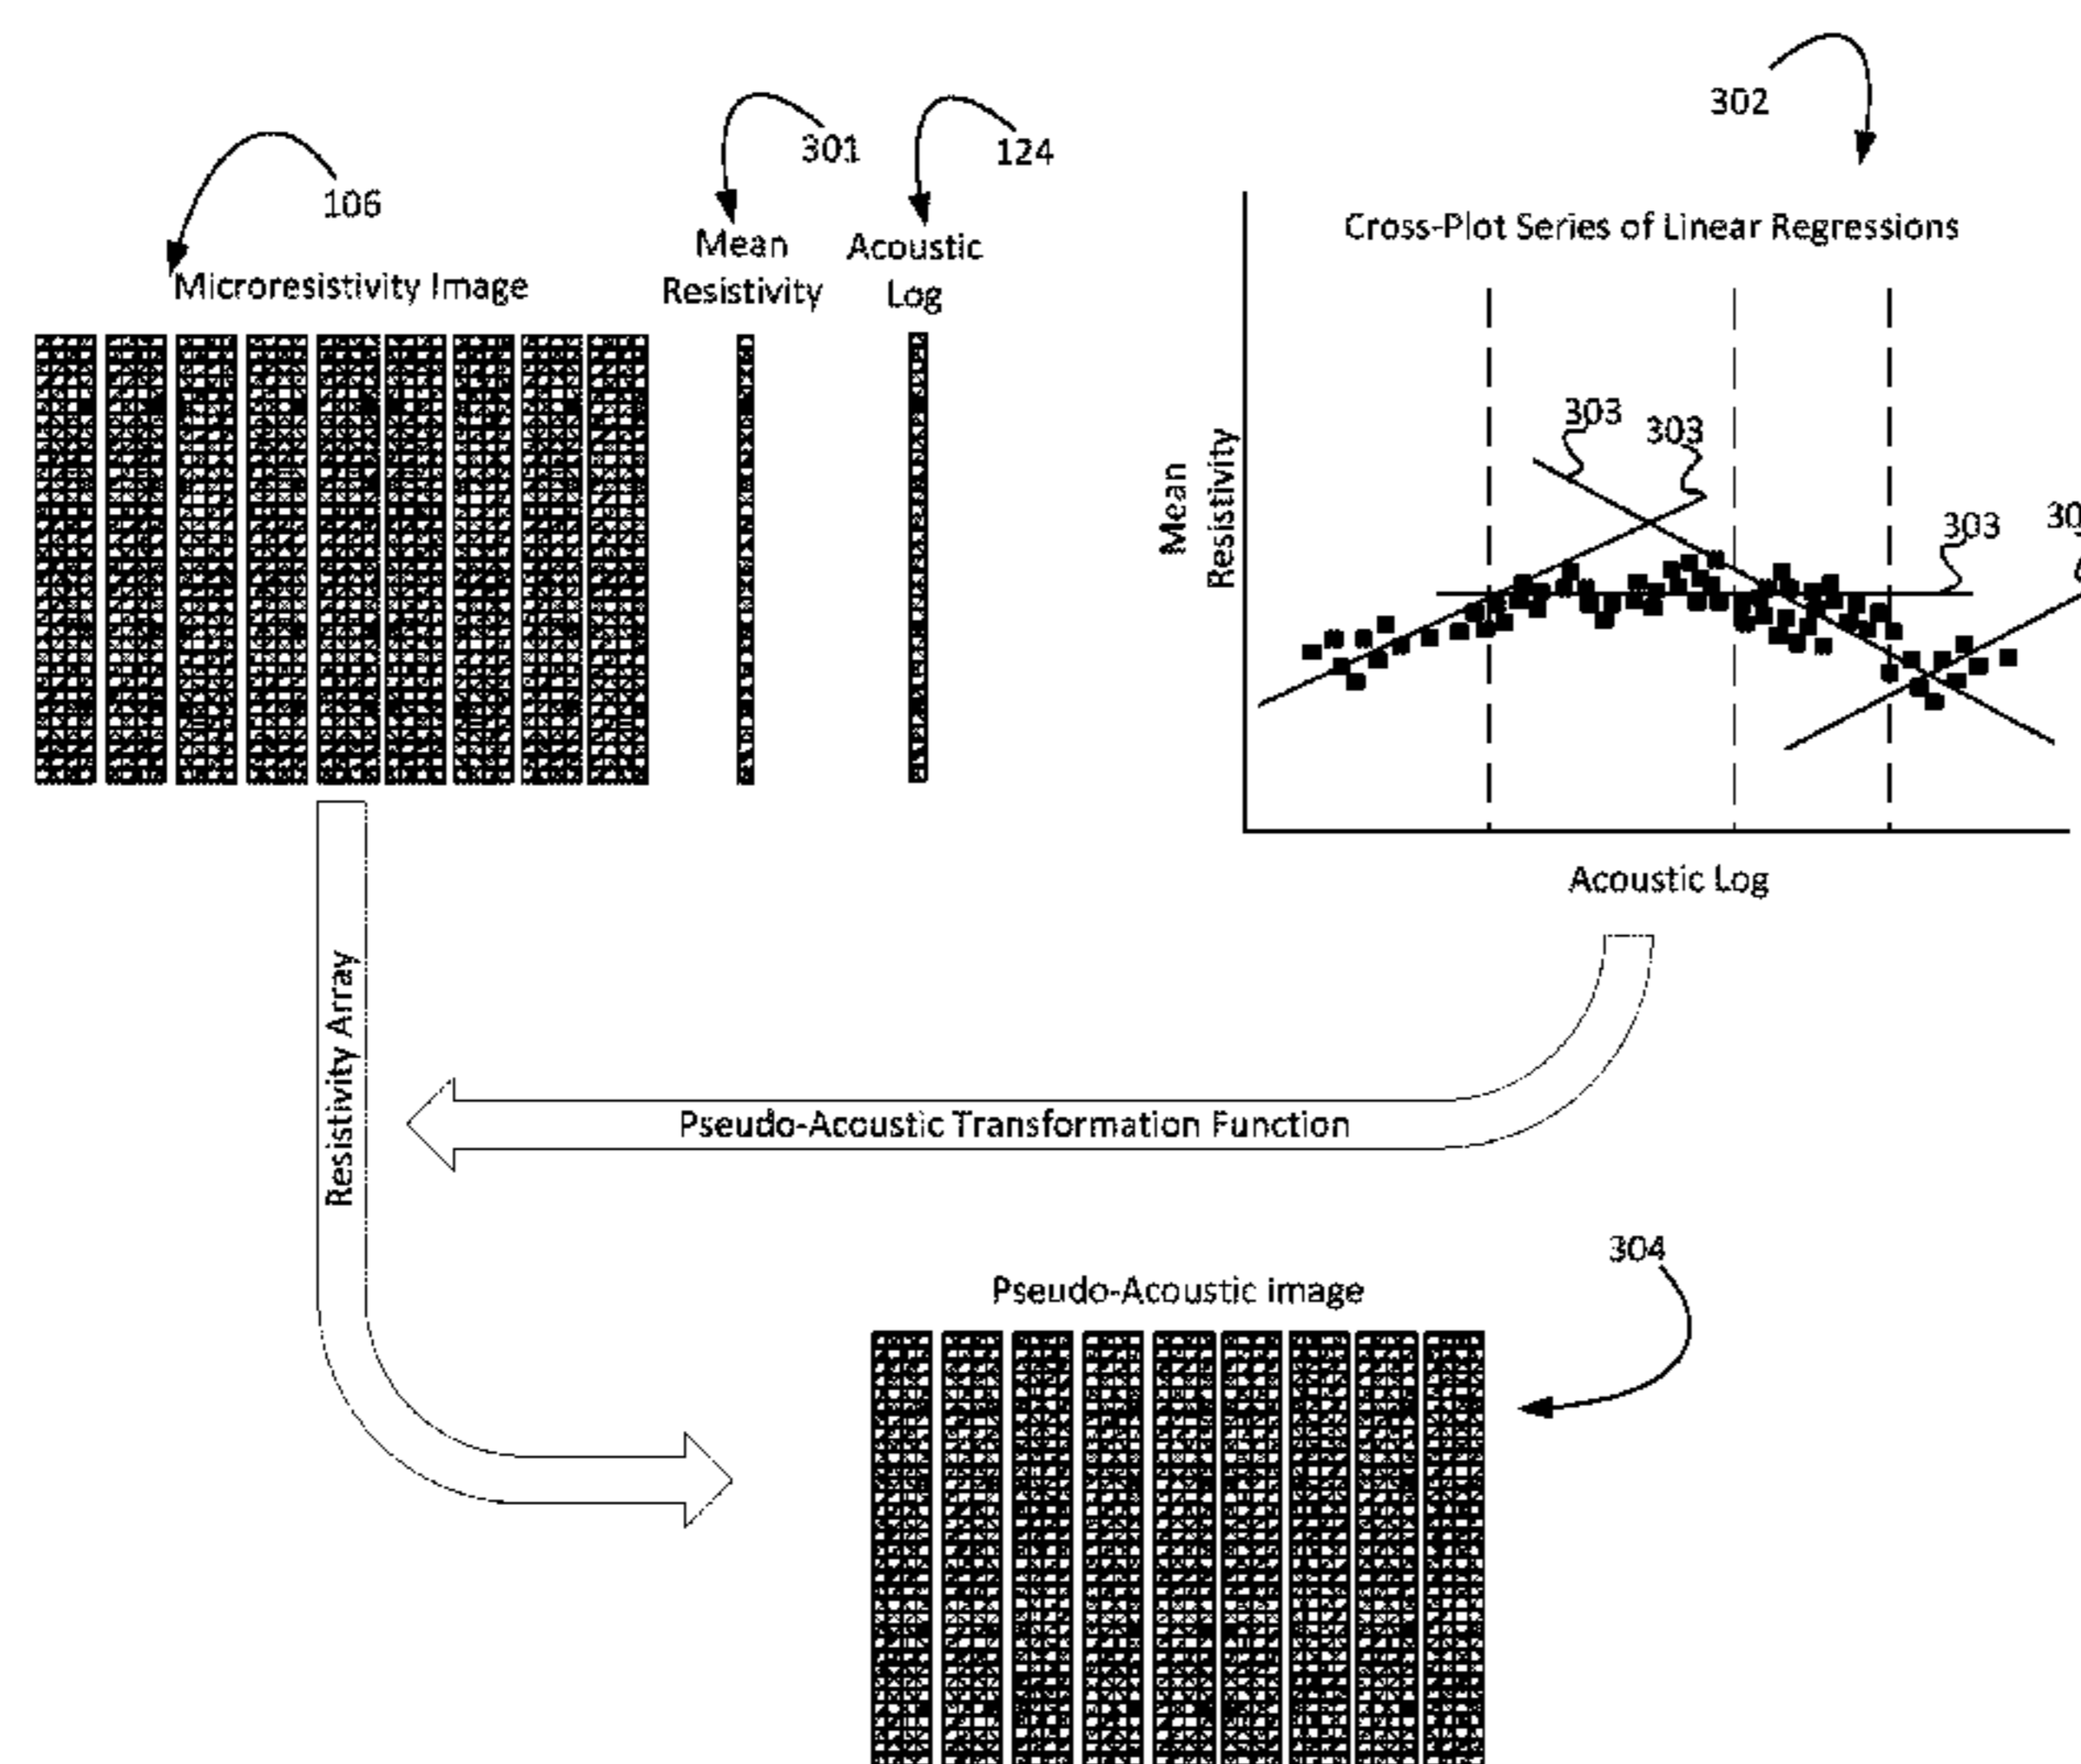 302
301
124
106
Mean
Resistivity
Acoustic
Log
Microresistivity Image
Cross-Plot Series of Linear Regressions
303
303
303
Mean
Resistivity
Acoustic Log
Resistivity Array
Pseudo-Acoustic Transformation Function
304
Pseudo-Acoustic image